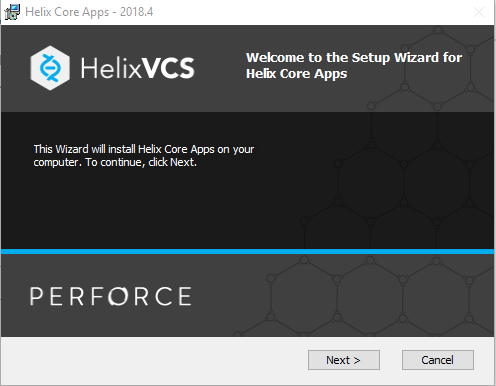 Helix Core Apps - 2018.4
HelixVCS
Welcome to the Setup Wizard for
Helix Core Apps
This Wizard will install Helix Core Apps on your
computer. To continue, click Next.
PERFORCE
Next >
Cancel